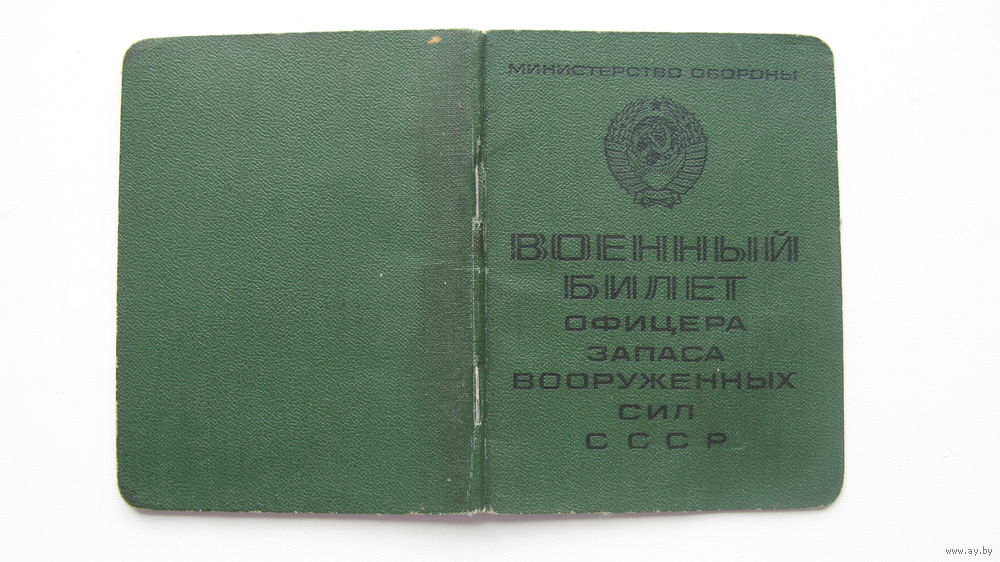 МИНИСТЕРСТВО ОБОРОНЫ
ВОЕННЫЙ
БИЛЕТ
ОФИЦЕРА
ЗАПАСА
ВООРУЖЕННЫХ
СИЛ
СССР
www.ay.by